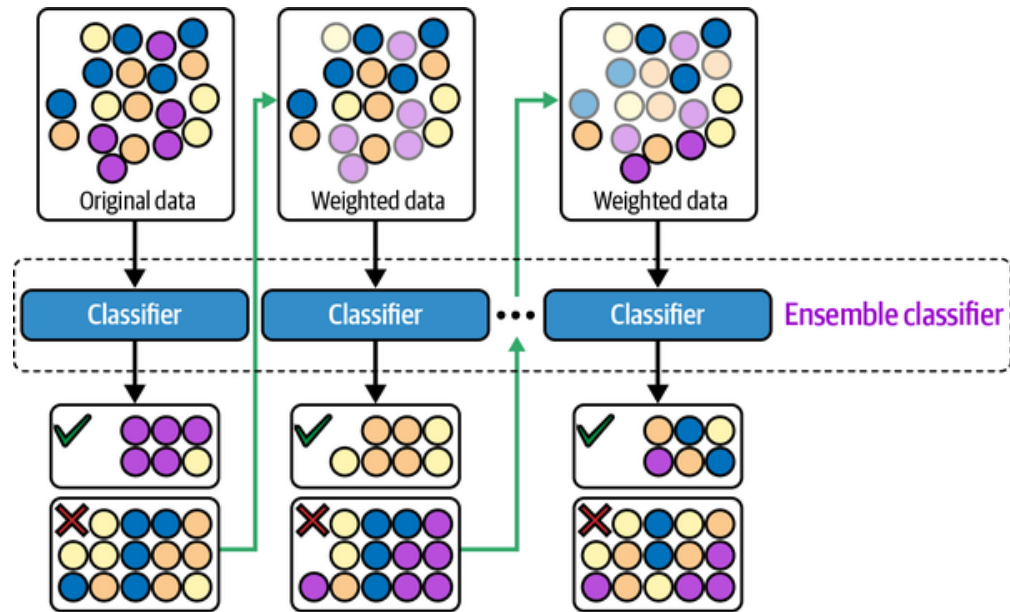 Original data
Weighted data
Weighted data
Classifier
Classifier
•••
Classifier
Ensemble classifier